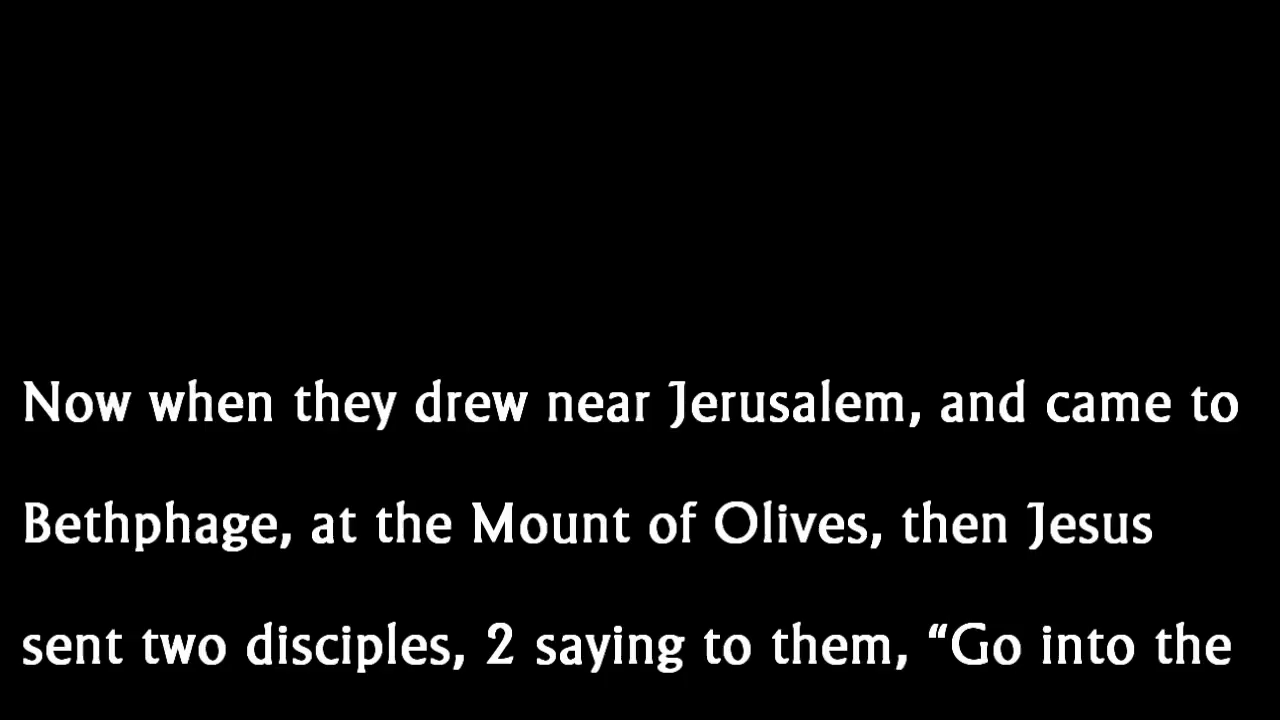 Now when they drew near Jerusalem, and came to
Bethphage, at the Mount of Olives, then Jesus
sent two disciples, 2 saying to them, “Go into the